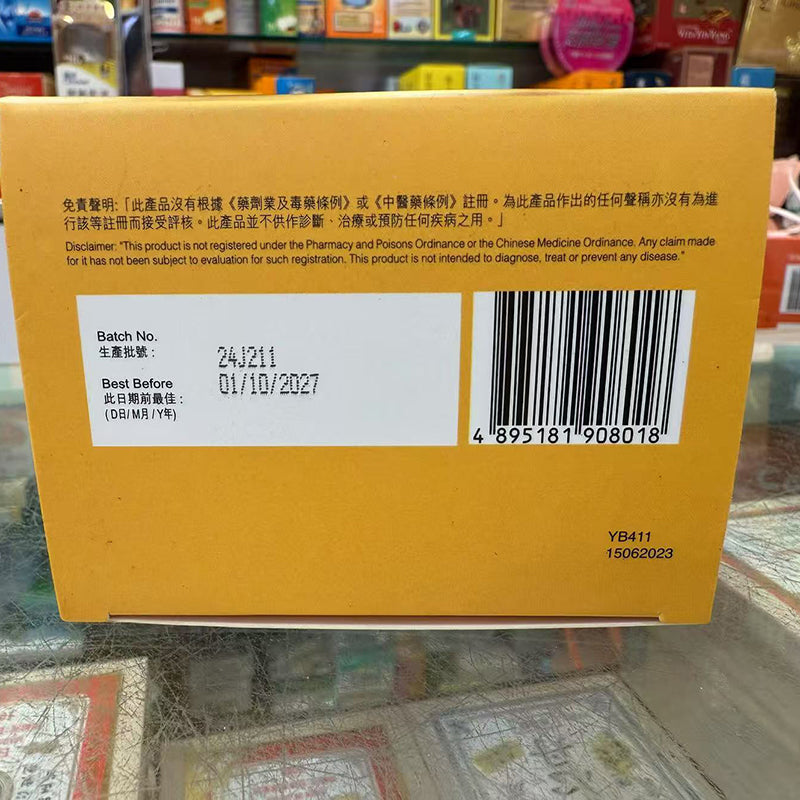 免責聲明:「此產品沒有根據《藥劑業及毒藥條例》或《中醫藥條例》註冊。為此產品作出的任何聲稱亦沒有為進
行該等註冊而接受評核。此產品並不供作診斷、治療或預防任何疾病之用。」
Disclaimer: "This product is not registered under the Pharmacy and Poisons Ordinance or the Chinese Medicine Ordinance. Any claim made
for it has not been subject to evaluation for such registration. This product is not intended to diagnose, treat or prevent any disease."
Batch No.
生產批號 : 24J211
Best Before 01/10/2027
此日期前最佳 :
( D日/ M月 / Y年)
4 895181 908018
YB411
15062023